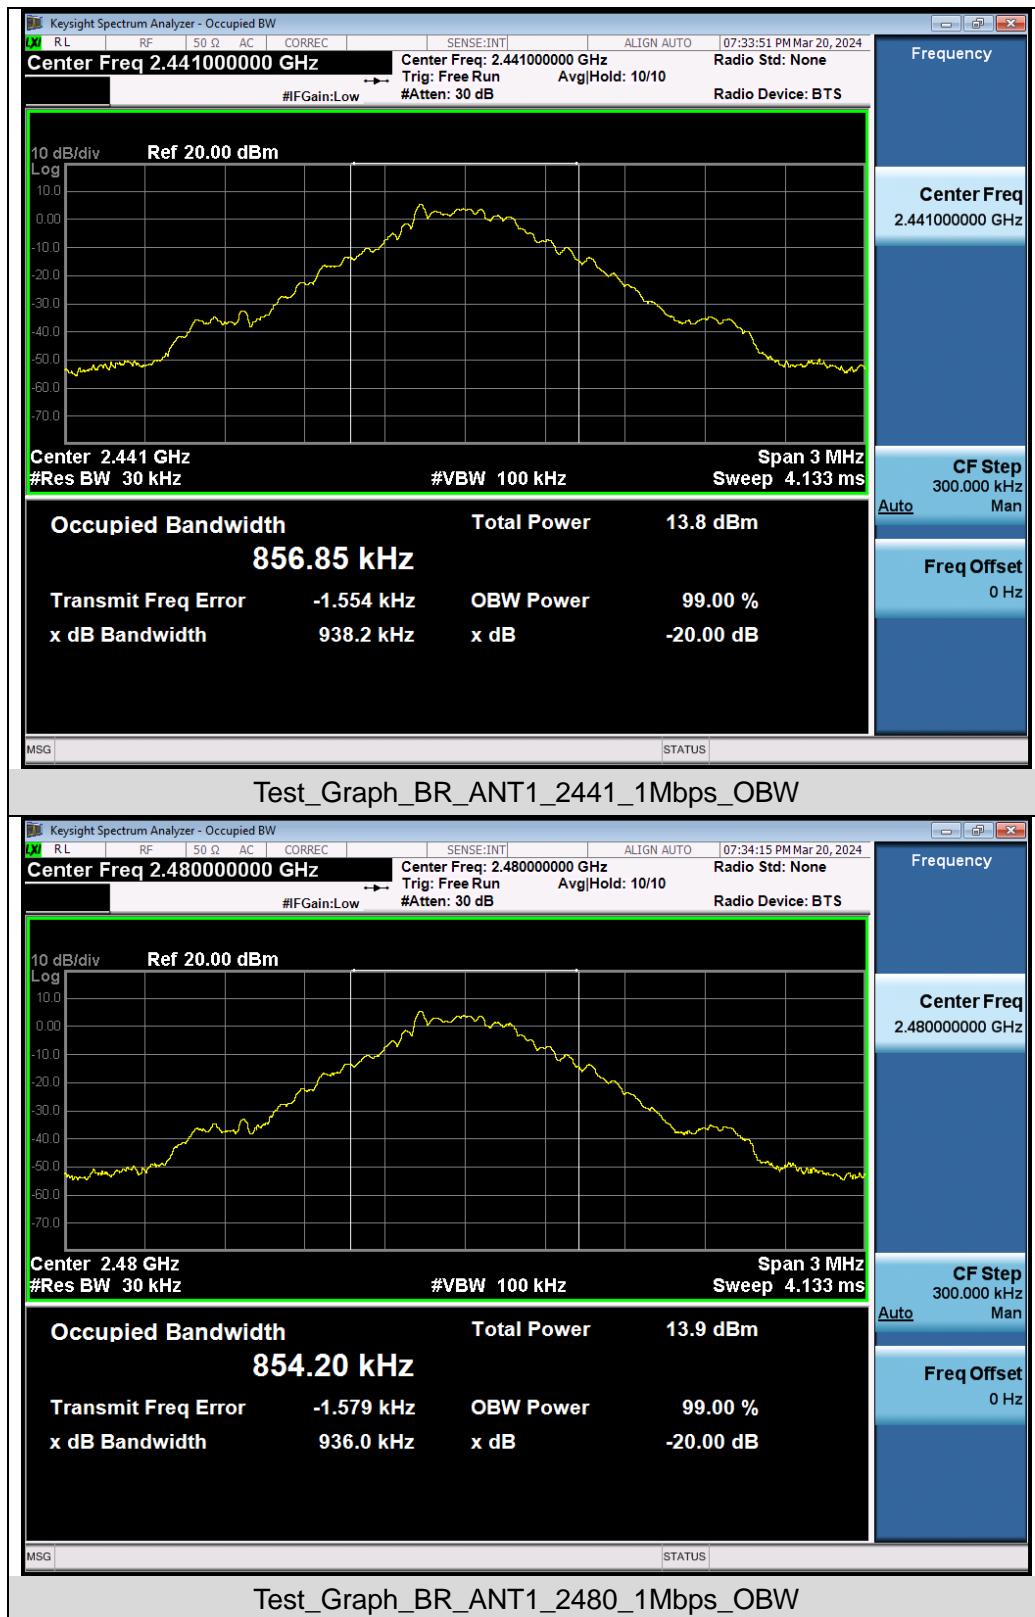 Keysight Spectrum Analyzer - Occupied BW
LXI RL RF 50 Ω AC CORREC SENSE:INT ALIGN AUTO 07:33:51 PM Mar 20, 2024
Center Freq 2.441000000 GHz
Center Freq: 2.441000000 GHz
Radio Std: None
Trig: Free Run Avg|Hold: 10/10
#IFGain:Low
#Atten: 30 dB
Radio Device: BTS
Frequency
10 dB/div Ref 20.00 dBm
Log
10.0
0.00
-10.0
-20.0
-30.0
-40.0
-50.0
-60.0
-70.0
Center Freq
2.441000000 GHz
Center 2.441 GHz Span 3 MHz
#Res BW 30 kHz #VBW 100 kHz Sweep 4.133 ms
CF Step
300.000 kHz
Auto Man
Freq Offset
0 Hz
Occupied Bandwidth Total Power 13.8 dBm
856.85 kHz
Transmit Freq Error -1.554 kHz OBW Power 99.00 %
x dB Bandwidth 938.2 kHz x dB -20.00 dB
MSG STATUS
Test_Graph_BR_ANT1_2441_1Mbps_OBW
Keysight Spectrum Analyzer - Occupied BW
LXI RL RF 50 Ω AC CORREC SENSE:INT ALIGN AUTO 07:34:15 PM Mar 20, 2024
Center Freq 2.480000000 GHz
Center Freq: 2.480000000 GHz
Radio Std: None
Trig: Free Run Avg|Hold: 10/10
#IFGain:Low
#Atten: 30 dB
Radio Device: BTS
Frequency
10 dB/div Ref 20.00 dBm
Log
10.0
0.00
-10.0
-20.0
-30.0
-40.0
-50.0
-60.0
-70.0
Center Freq
2.480000000 GHz
Center 2.48 GHz Span 3 MHz
#Res BW 30 kHz #VBW 100 kHz Sweep 4.133 ms
CF Step
300.000 kHz
Auto Man
Freq Offset
0 Hz
Occupied Bandwidth Total Power 13.9 dBm
854.20 kHz
Transmit Freq Error -1.579 kHz OBW Power 99.00 %
x dB Bandwidth 936.0 kHz x dB -20.00 dB
MSG STATUS
Test_Graph_BR_ANT1_2480_1Mbps_OBW